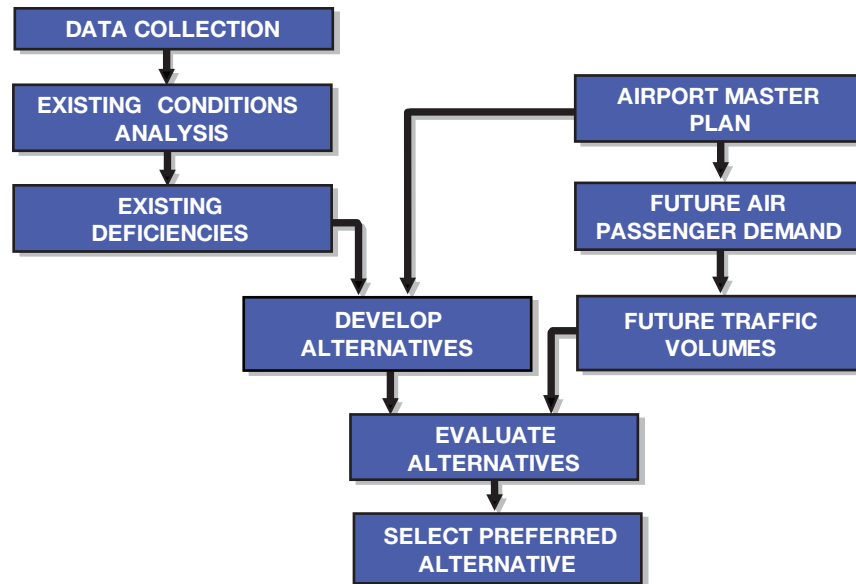 DATA COLLECTION
EXISTING CONDITIONS
ANALYSIS
EXISTING
DEFICIENCIES
AIRPORT MASTER
PLAN
FUTURE AIR
PASSENGER DEMAND
DEVELOP
ALTERNATIVES
FUTURE TRAFFIC
VOLUMES
EVALUATE
ALTERNATIVES
SELECT PREFERRED
ALTERNATIVE